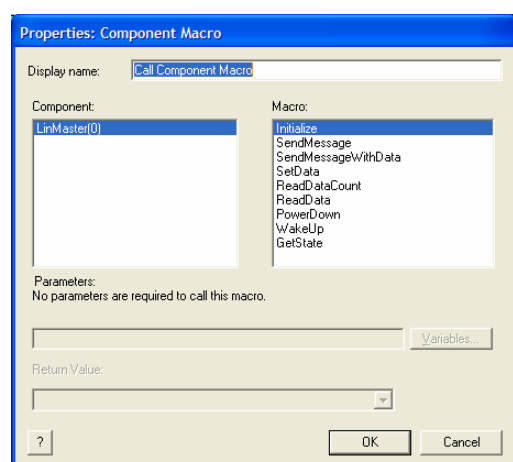 Properties: Component Macro
Display name: Call Component Macro
Component:
LinMaster(0)
Macro:
Initialize
SendMessage
SendMessageWithData
SetData
ReadDataCount
ReadData
PowerDown
WakeUp
GetState
Parameters:
No parameters are required to call this macro.
Variables...
Return Value:
? OK Cancel